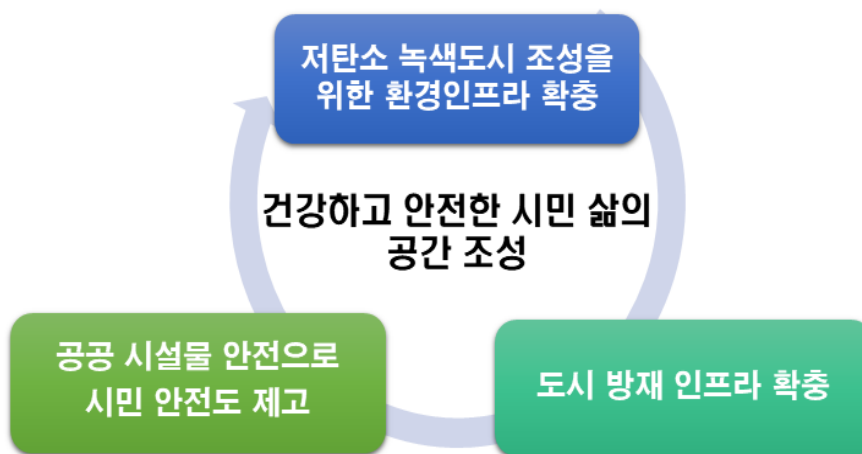 저탄소 녹색도시 조성을
위한 환경인프라 확충
건강하고 안전한 시민 삶의
공간 조성
공공 시설물 안전으로
시민 안전도 제고
도시 방재 인프라 확충